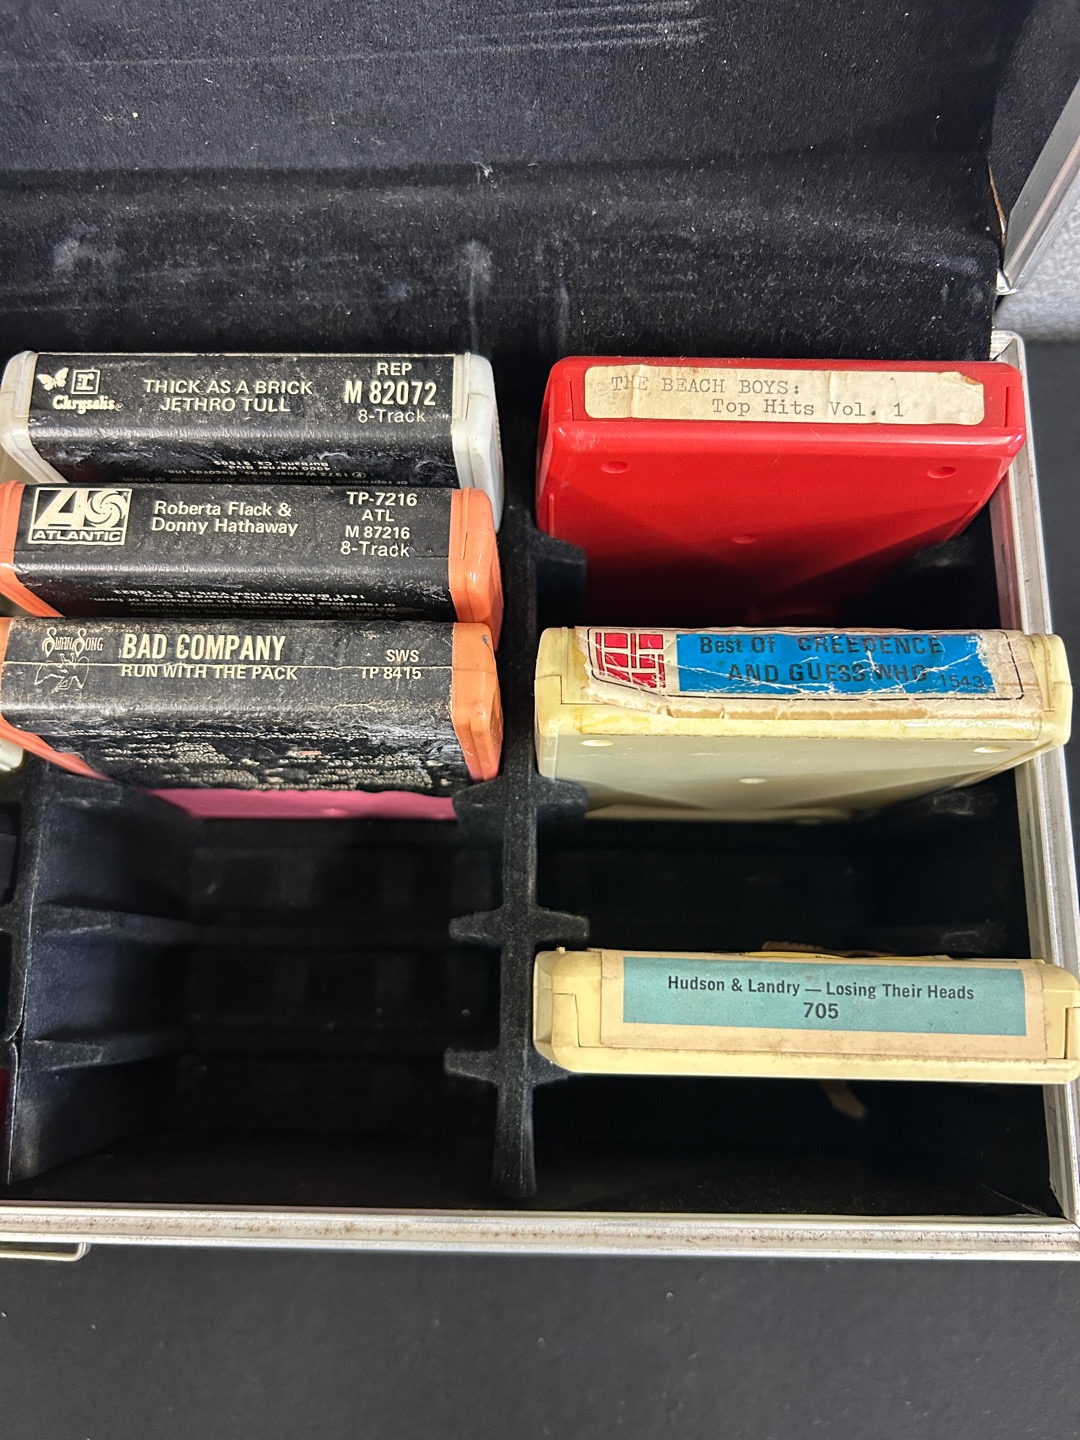 Chrysalis®
THICK AS A BRICK
JETHRO TULL
REP
M 82072
8-Track
ATLANTIC
Roberta Flack &
Donny Hathaway
TP-7216
ATL
M 87216
8-Track
SWAN SONG
BAD COMPANY
RUN WITH THE PACK
SWS
TP 8415
THE BEACH BOYS:
Top Hits Vol. 1
Best Of CREEDENCE
AND GUESS WHO 1543
Hudson & Landry — Losing Their Heads
705